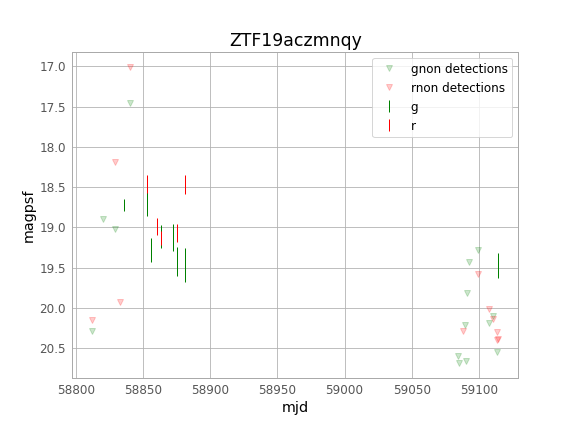 ZTF19aczmnqy
gnon detections
rnon detections
g
r
magpsf
17.0
17.5
18.0
18.5
19.0
19.5
20.0
20.5
58800 58850 58900 58950 59000 59050 59100
mjd